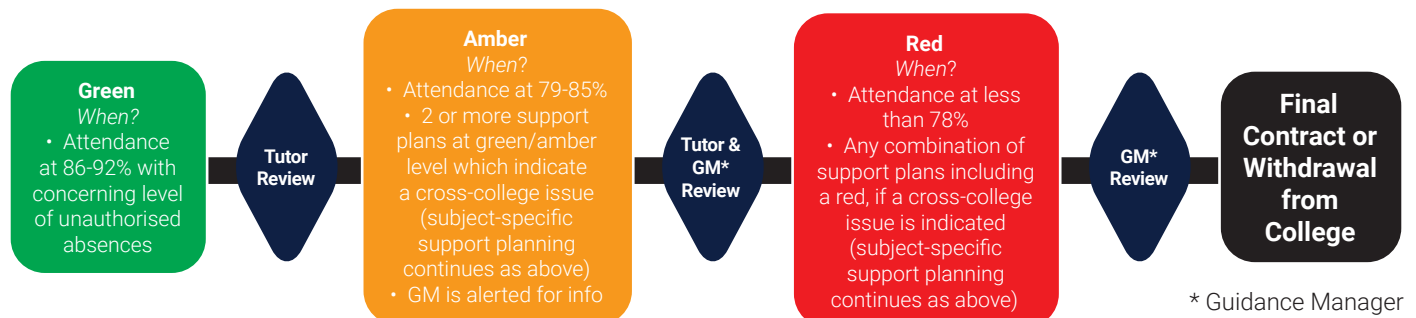 Green
When?
• Attendance
at 86-92% with
concerning level
of unauthorised
absences
Tutor
Review
Amber
When?
• Attendance at 79-85%
• 2 or more support
plans at green/amber
level which indicate
a cross-college issue
(subject-specific
support planning
continues as above)
• GM is alerted for info
Tutor &
GM*
Review
Red
When?
• Attendance at less
than 78%
• Any combination of
support plans including
a red, if a cross-college
issue is indicated
(subject-specific
support planning
continues as above)
GM*
Review
Final
Contract or
Withdrawal
from
College
* Guidance Manager